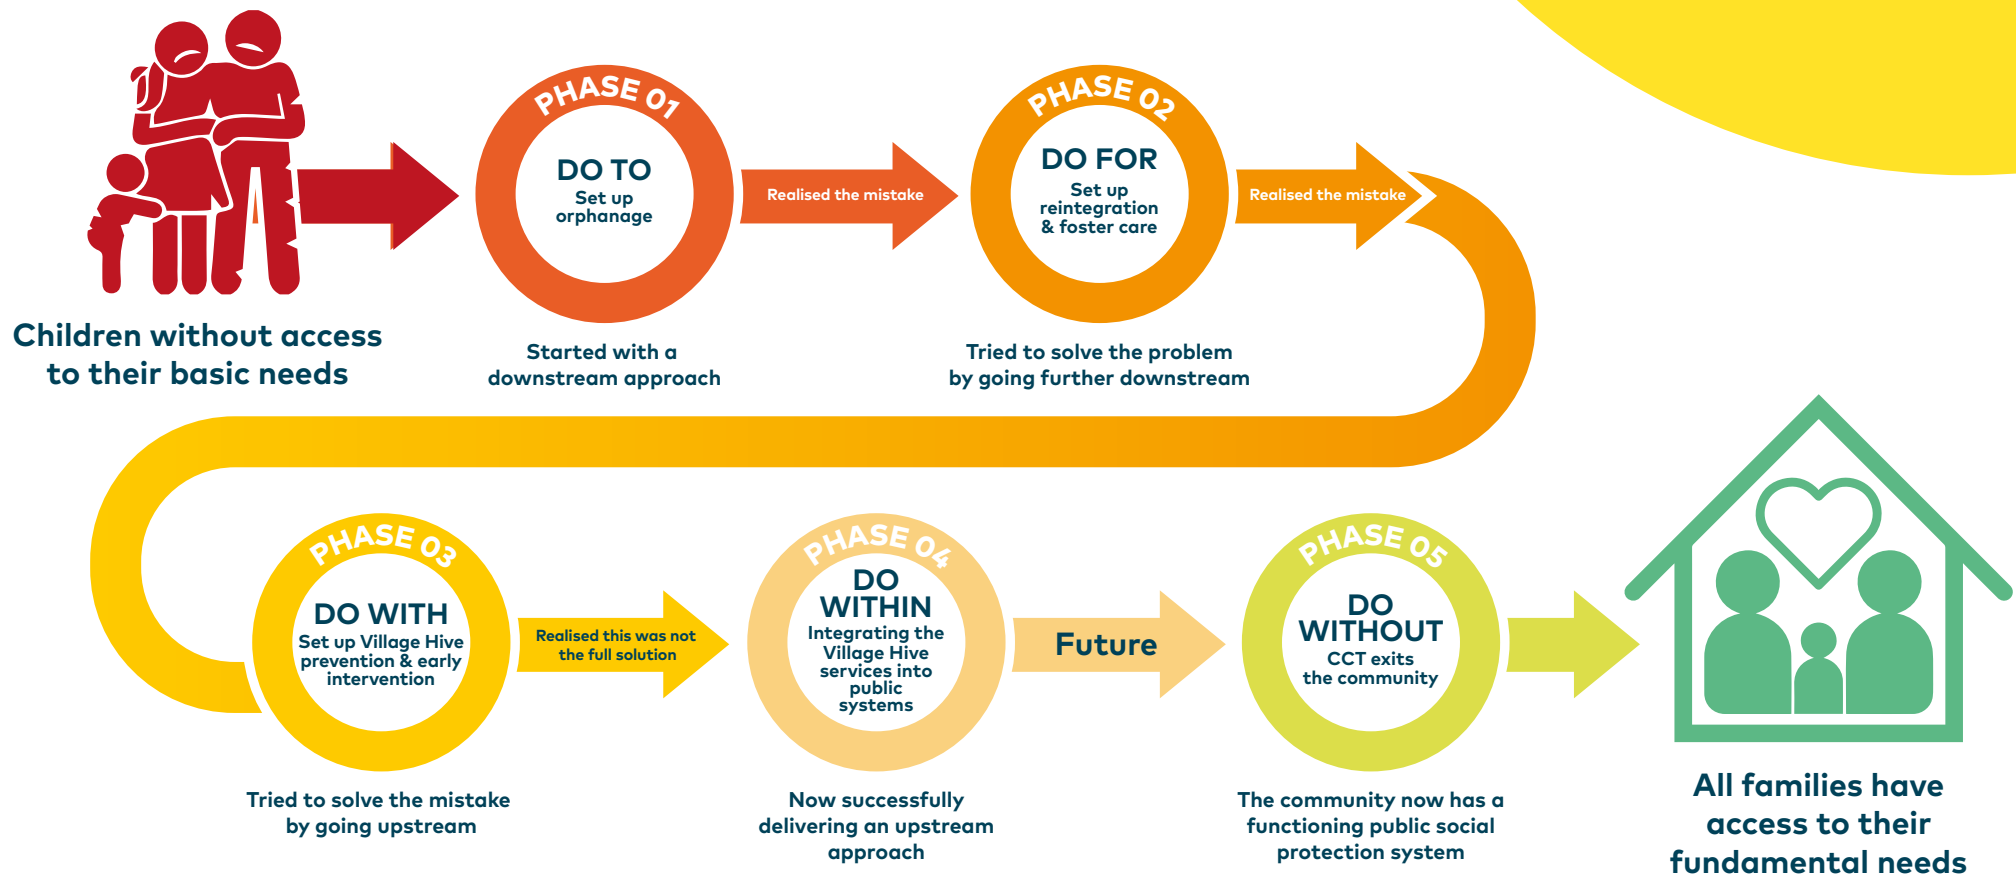 Children without access
to their basic needs
PHASE 01
DO TO
Set up
orphanage
Started with a
downstream approach
Realised the mistake
PHASE 02
DO FOR
Set up
reintegration
& foster care
Tried to solve the problem
by going further downstream
Realised the mistake
PHASE 03
DO WITH
Set up Village Hive
prevention & early
intervention
Tried to solve the mistake
by going upstream
Realised this was not
the full solution
PHASE 04
DO
WITHIN
Integrating the
Village Hive
services into
public
systems
Now successfully
delivering an upstream
approach
Future
PHASE 05
DO
WITHOUT
CCT exits
the community
The community now has a
functioning public social
protection system
All families have
access to their
fundamental needs